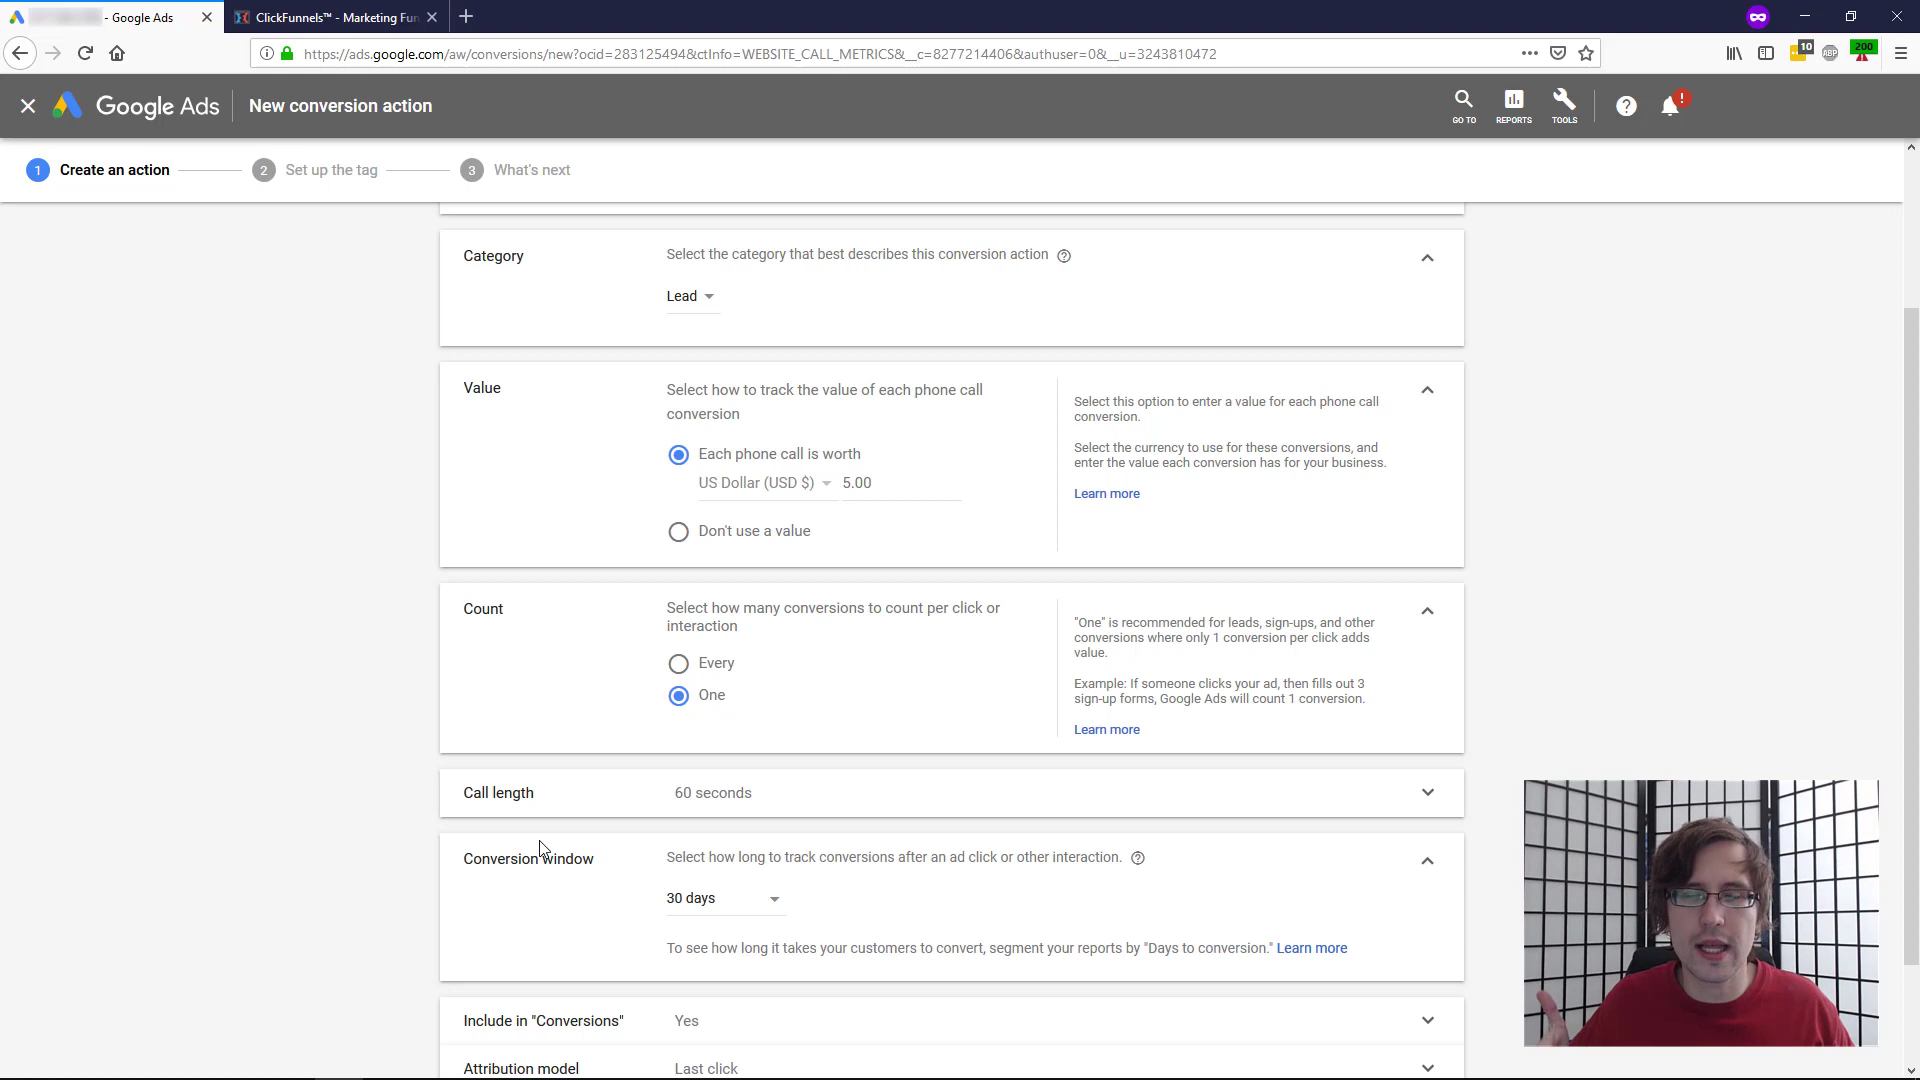 - Google Ads
ClickFunnels™ - Marketing Fun
https://ads.google.com/aw/conversions/new?ocid=283125494&ctInfo=WEBSITE_CALL_METRICS&__c=8277214406&authuser=0&__u=3243810472
10
ABP
200
Google Ads
New conversion action
GO TO
REPORTS
TOOLS
!
1 Create an action
2 Set up the tag
3 What's next
Category
Select the category that best describes this conversion action
Lead
Value
Select how to track the value of each phone call
conversion
Each phone call is worth
US Dollar (USD $) 5.00
Don't use a value
Select this option to enter a value for each phone call
conversion.
Select the currency to use for these conversions, and
enter the value each conversion has for your business.
Learn more
Count
Select how many conversions to count per click or
interaction
Every
One
"One" is recommended for leads, sign-ups, and other
conversions where only 1 conversion per click adds
value.
Example: If someone clicks your ad, then fills out 3
sign-up forms, Google Ads will count 1 conversion.
Learn more
Call length
60 seconds
Conversion window
Select how long to track conversions after an ad click or other interaction.
30 days
To see how long it takes your customers to convert, segment your reports by "Days to conversion." Learn more
Include in "Conversions"
Yes
Attribution model
Last click